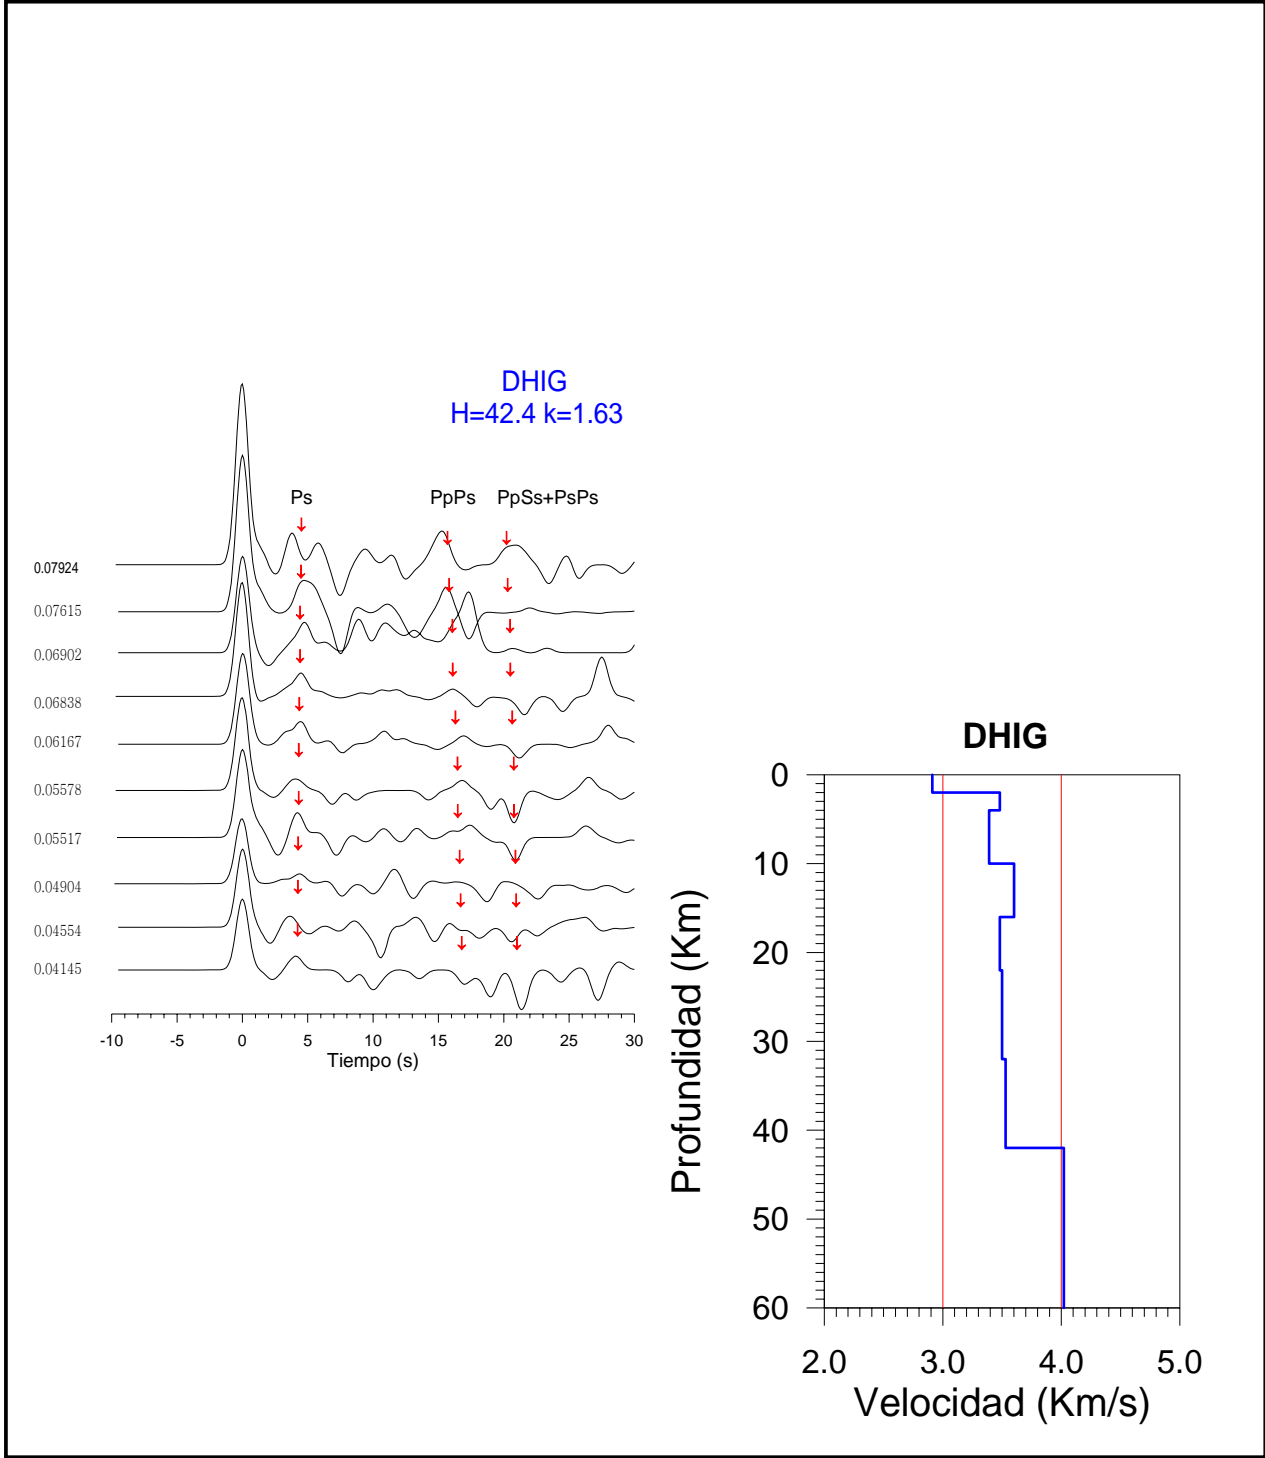 DHIG
H=42.4 k=1.63
Ps PpPs PpSs+PsPs
0.07924
0.07615
0.06902
0.06838
0.06167
0.05578
0.05517
0.04904
0.04554
0.04145
-10 -5 0 5 10 15 20 25 30
Tiempo (s)
DHIG
0
10
20
30
40
50
60
Profundidad (Km)
2.0 3.0 4.0 5.0
Velocidad (Km/s)